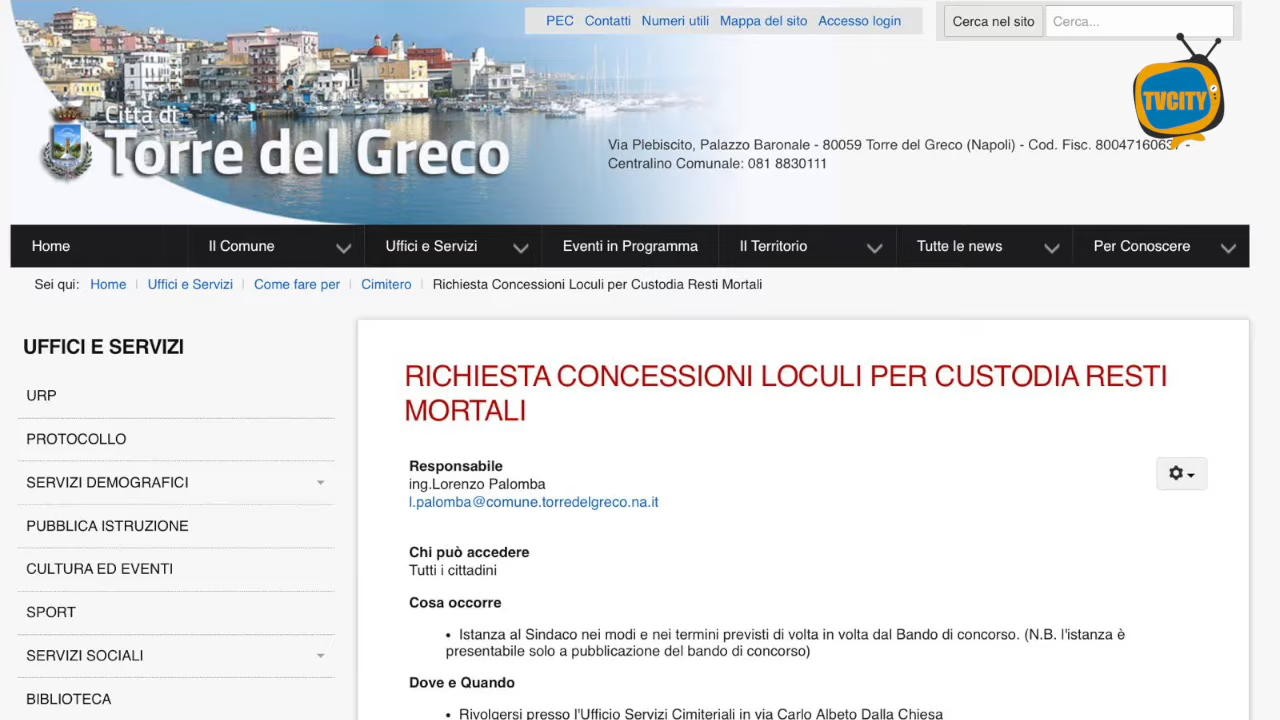 PEC Contatti Numeri utili Mappa del sito Accesso login
Cerca nel sito Cerca...
TVCITY
Città di
Torre del Greco
Via Plebiscito, Palazzo Baronale - 80059 Torre del Greco (Napoli) - Cod. Fisc. 80047160637 -
Centralino Comunale: 081 8830111
Home Il Comune Uffici e Servizi Eventi in Programma Il Territorio Tutte le news Per Conoscere
Sei qui: Home Uffici e Servizi Come fare per Cimitero Richiesta Concessioni Loculi per Custodia Resti Mortali
UFFICI E SERVIZI
URP
PROTOCOLLO
SERVIZI DEMOGRAFICI
PUBBLICA ISTRUZIONE
CULTURA ED EVENTI
SPORT
SERVIZI SOCIALI
BIBLIOTECA
RICHIESTA CONCESSIONI LOCULI PER CUSTODIA RESTI
MORTALI
Responsabile
ing.Lorenzo Palomba
l.palomba@comune.torredelgreco.na.it
Chi può accedere
Tutti i cittadini
Cosa occorre
• Istanza al Sindaco nei modi e nei termini previsti di volta in volta dal Bando di concorso. (N.B. l'istanza è
presentabile solo a pubblicazione del bando di concorso)
Dove e Quando
• Rivolgersi presso l'Ufficio Servizi Cimiteriali in via Carlo Albeto Dalla Chiesa